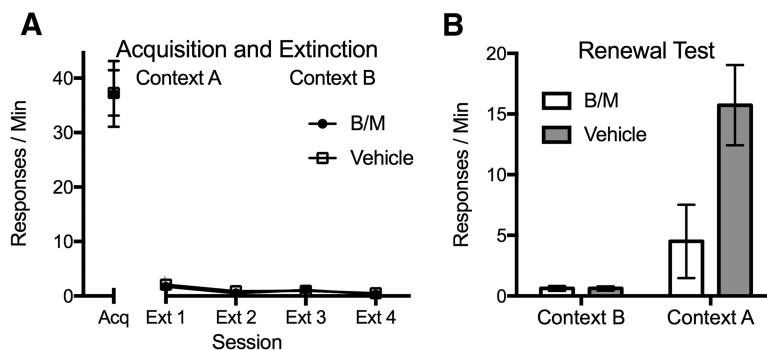 A
Acquisition and Extinction
Context A
Context B
B/M
Vehicle
Responses / Min
40
30
20
10
0
Acq
Ext 1
Ext 2
Ext 3
Ext 4
Session
B
Renewal Test
B/M
Vehicle
Responses / Min
20
15
10
5
0
Context B
Context A